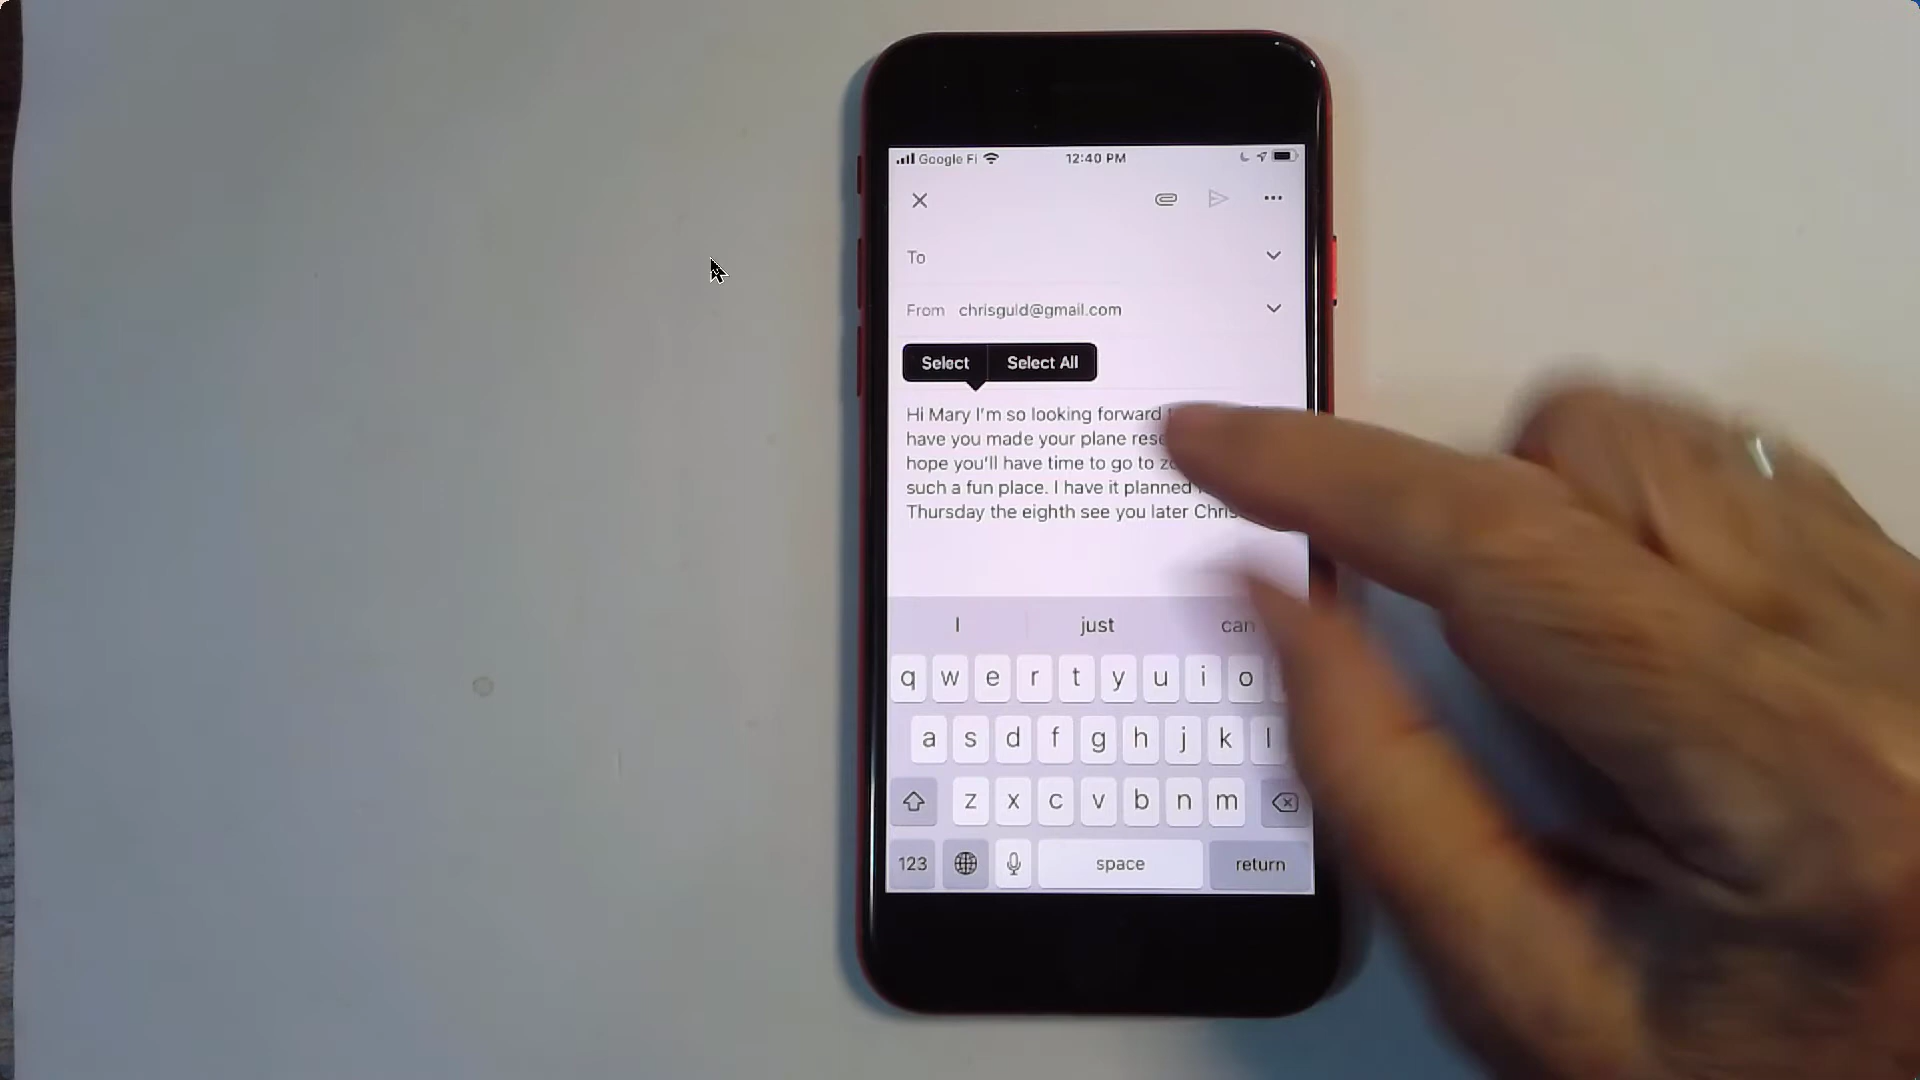 Google Fi 12:40 PM
To
From chrisguld@gmail.com
Select Select All
Hi Mary I'm so looking forward
have you made your plane
hope you'll have time to go to
such a fun place. I have it planned
Thursday the eighth see you later Chris
I just can
q w e r t y u i o
a s d f g h j k l
z x c v b n m
123 space return